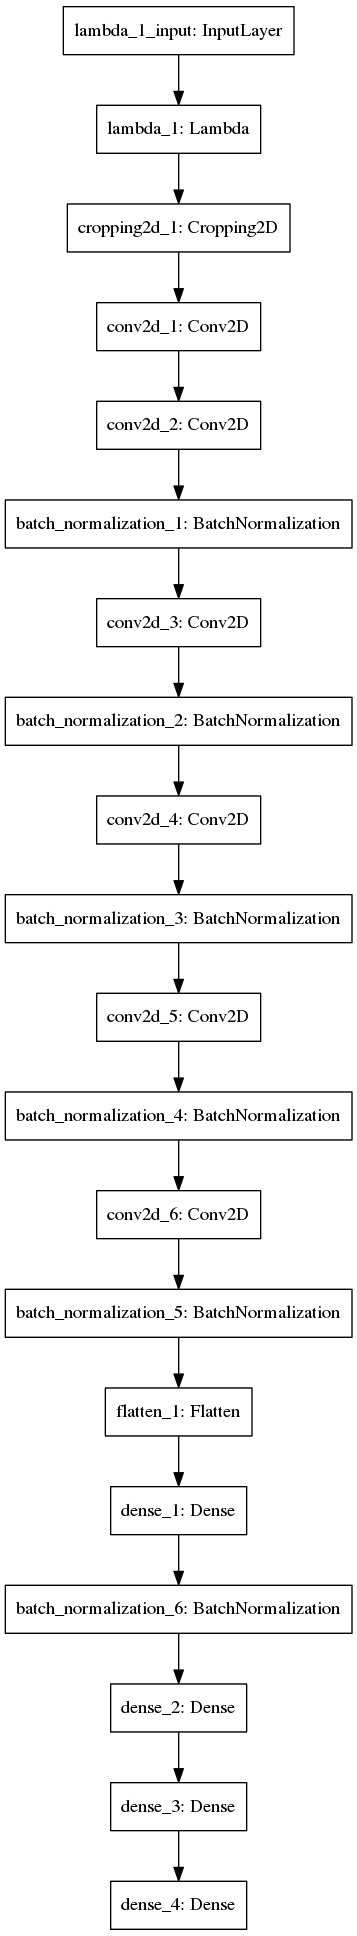 lambda_1_input: InputLayer
lambda_1: Lambda
cropping2d_1: Cropping2D
conv2d_1: Conv2D
conv2d_2: Conv2D
batch_normalization_1: BatchNormalization
conv2d_3: Conv2D
batch_normalization_2: BatchNormalization
conv2d_4: Conv2D
batch_normalization_3: BatchNormalization
conv2d_5: Conv2D
batch_normalization_4: BatchNormalization
conv2d_6: Conv2D
batch_normalization_5: BatchNormalization
flatten_1: Flatten
dense_1: Dense
batch_normalization_6: BatchNormalization
dense_2: Dense
dense_3: Dense
dense_4: Dense